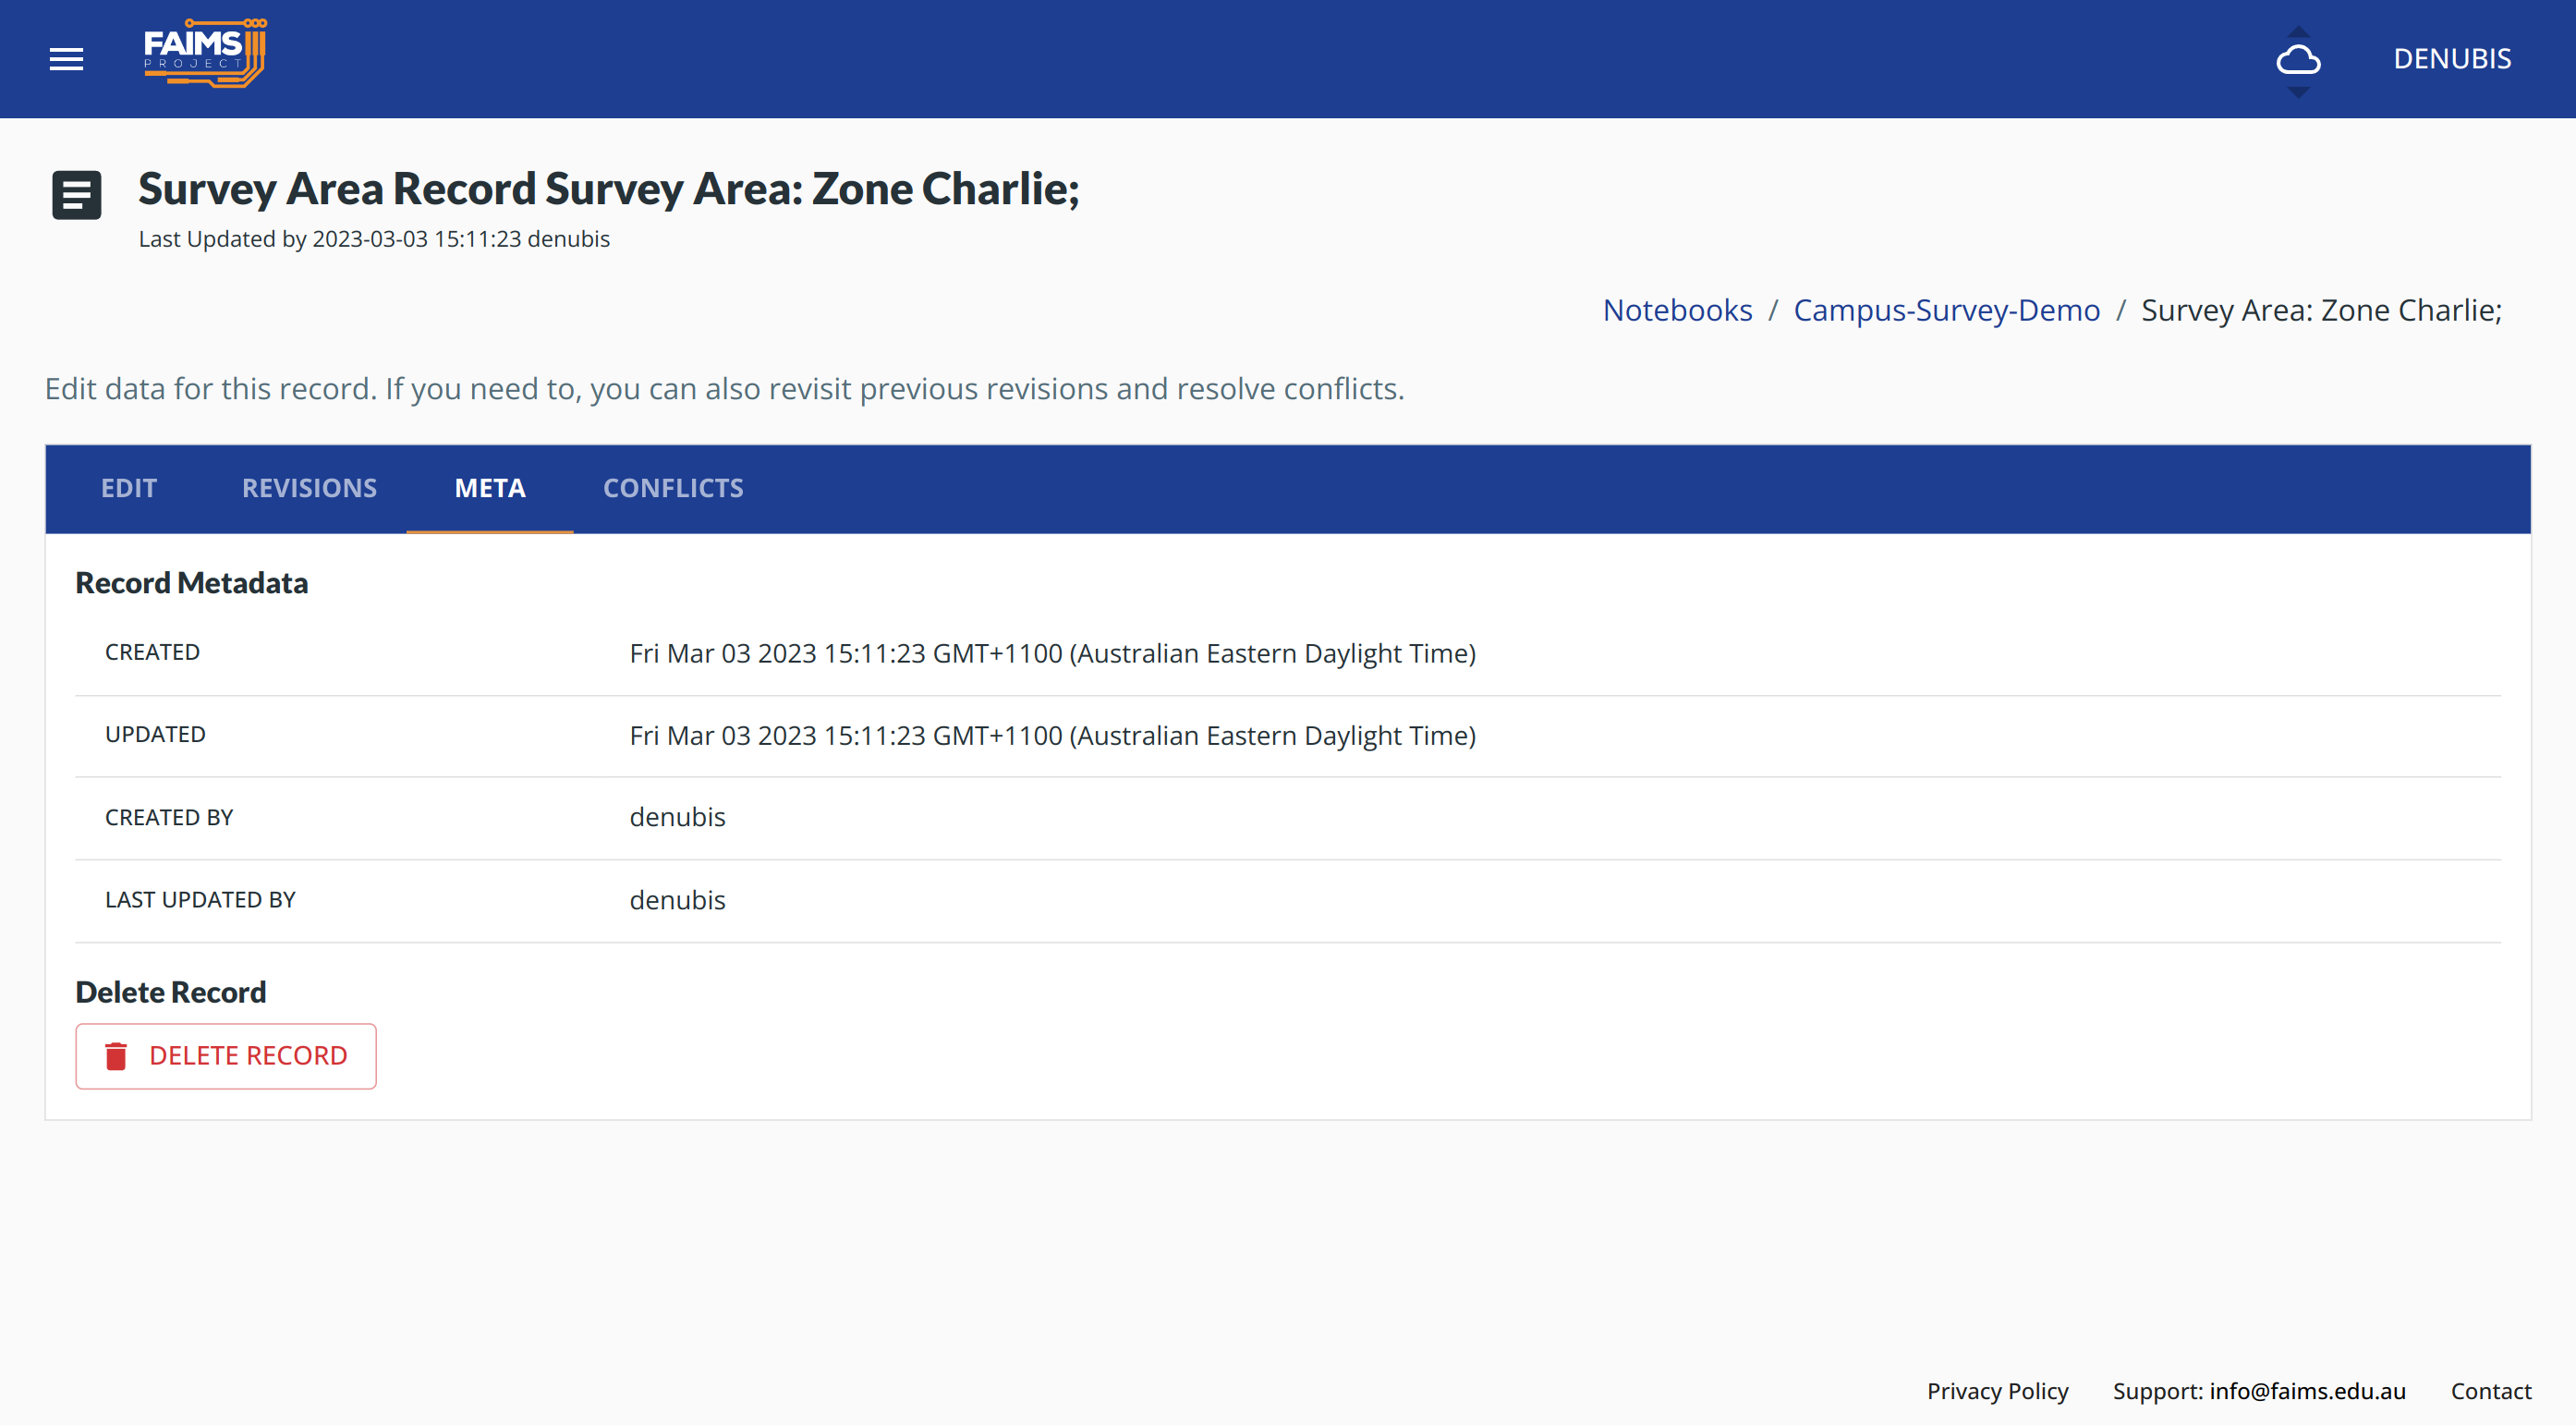 FAIMS
PROJECT
DENUBIS
Survey Area Record Survey Area: Zone Charlie;
Last Updated by 2023-03-03 15:11:23 denubis
Notebooks / Campus-Survey-Demo / Survey Area: Zone Charlie;
Edit data for this record. If you need to, you can also revisit previous revisions and resolve conflicts.
EDIT REVISIONS META CONFLICTS
Record Metadata
CREATED Fri Mar 03 2023 15:11:23 GMT+1100 (Australian Eastern Daylight Time)
UPDATED Fri Mar 03 2023 15:11:23 GMT+1100 (Australian Eastern Daylight Time)
CREATED BY denubis
LAST UPDATED BY denubis
Delete Record
DELETE RECORD
Privacy Policy Support: info@faims.edu.au Contact